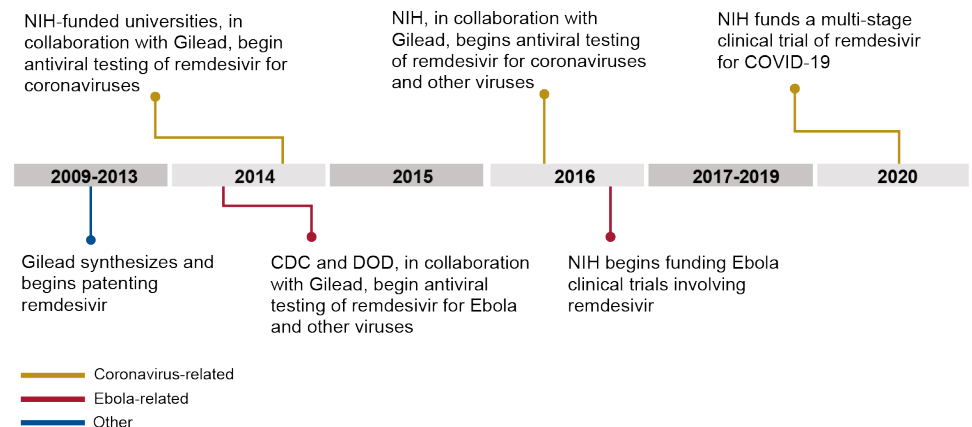 NIH-funded universities, in
collaboration with Gilead, begin
antiviral testing of remdesivir for
coronaviruses
NIH, in collaboration with
Gilead, begins antiviral testing
of remdesivir for coronaviruses
and other viruses
NIH funds a multi-stage
clinical trial of remdesivir
for COVID-19
2009-2013
2014
2015
2016
2017-2019
2020
Gilead synthesizes and
begins patenting
remdesivir
CDC and DOD, in collaboration
with Gilead, begin antiviral
testing of remdesivir for Ebola
and other viruses
NIH begins funding Ebola
clinical trials involving
remdesivir
Coronavirus-related
Ebola-related
Other